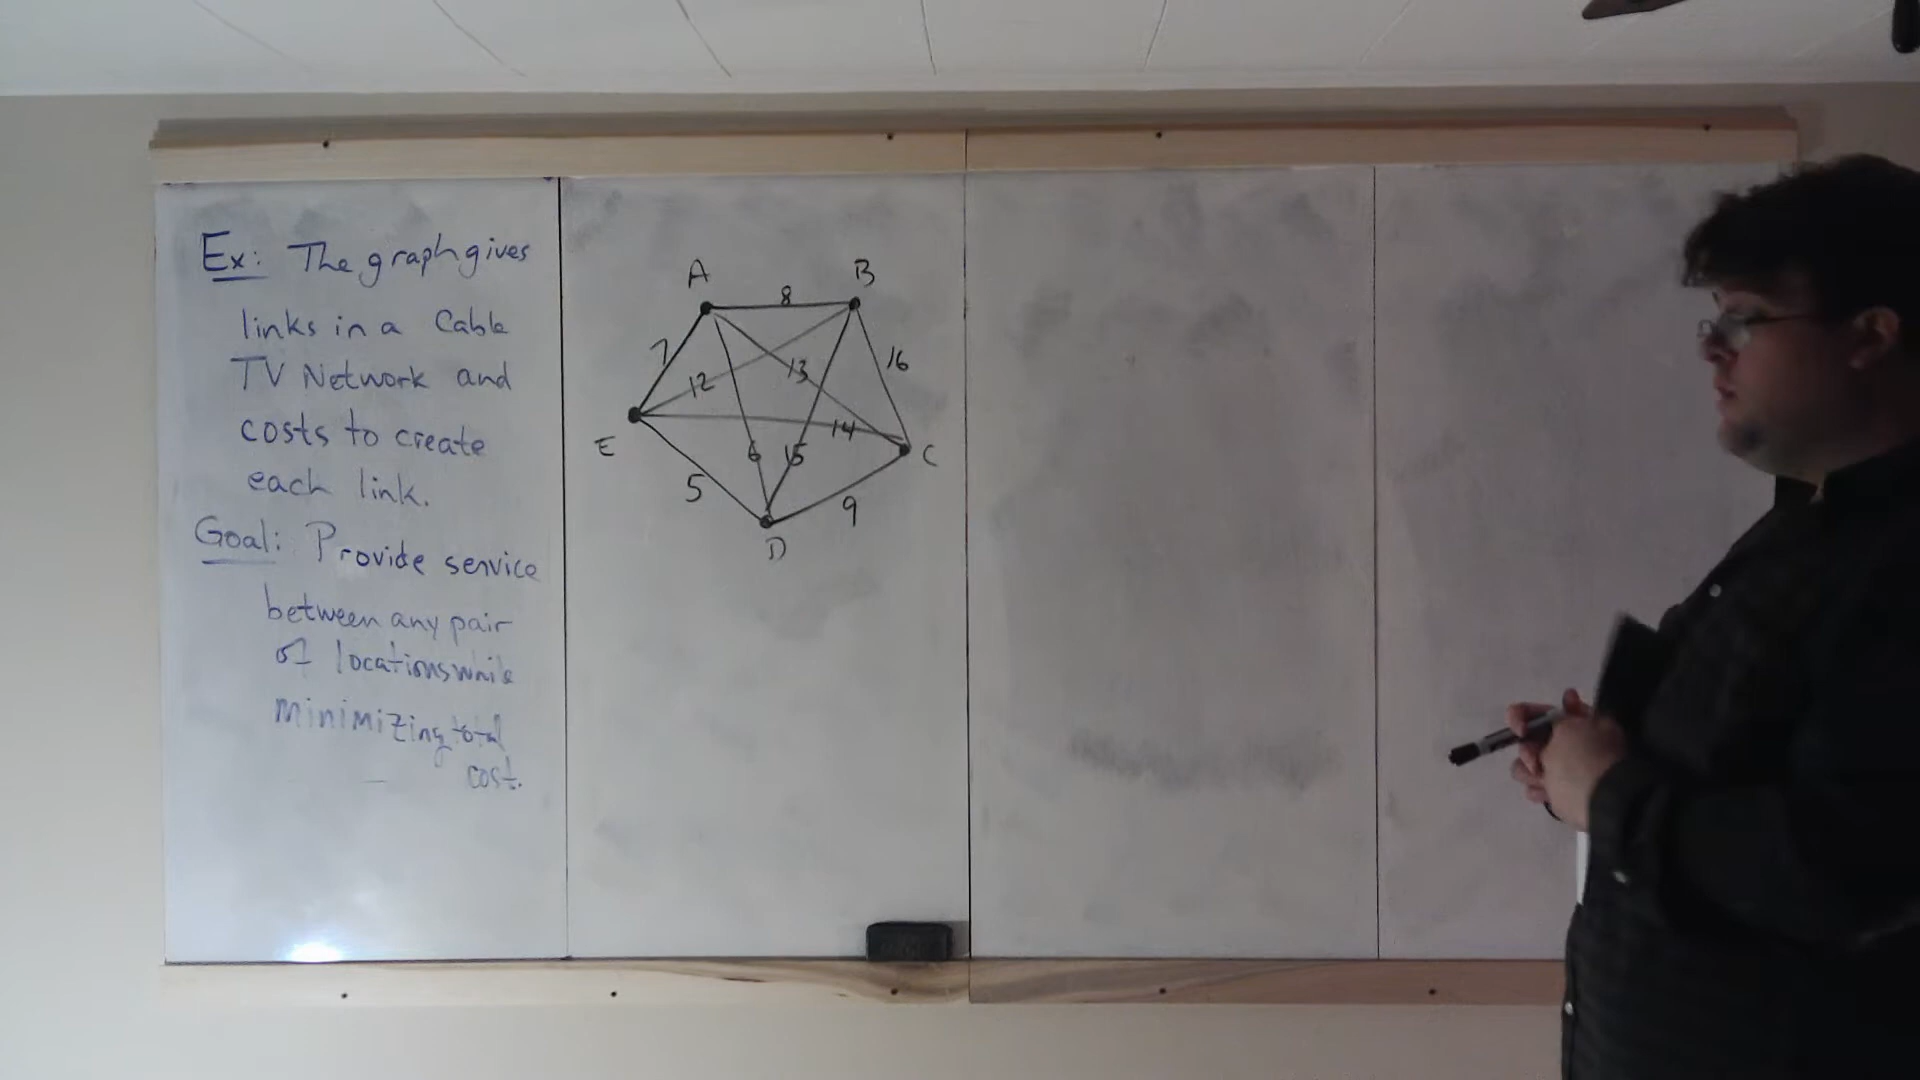 Ex: The graph gives
links in a Cable
TV Network and
costs to create
each link.
Goal: Provide service
between any pair
of locations while
minimizing total
cost.
A
B
8
7
12
13
16
E
14
C
6
15
5
9
D